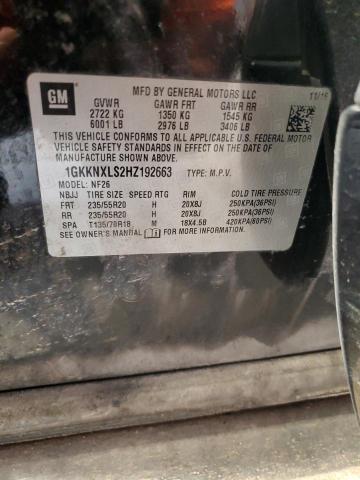 GM
MFD BY GENERAL MOTORS LLC 11/16
GVWR GAWR FRT GAWR RR
2722 KG 1350 KG 1545 KG
6001 LB 2976 LB 3406 LB
THIS VEHICLE CONFORMS TO ALL APPLICABLE U.S. FEDERAL MOTOR
VEHICLE SAFETY STANDARDS IN EFFECT ON THE DATE OF
MANUFACTURE SHOWN ABOVE.
1GKKNXLS2HZ192663 TYPE: M.P.V.
MODEL: NF26
NBJJ TIRE SIZE SPEED RTG RIM COLD TIRE PRESSURE
FRT 235/55R20 H 20X8J 250KPA(36PSI)
RR 235/55R20 H 20X8J 250KPA(36PSI)
SPA T135/70R18 M 18X4.5B 420KPA(60PSI)
SEE OWNER'S MANUAL FOR MORE INFORMATION.